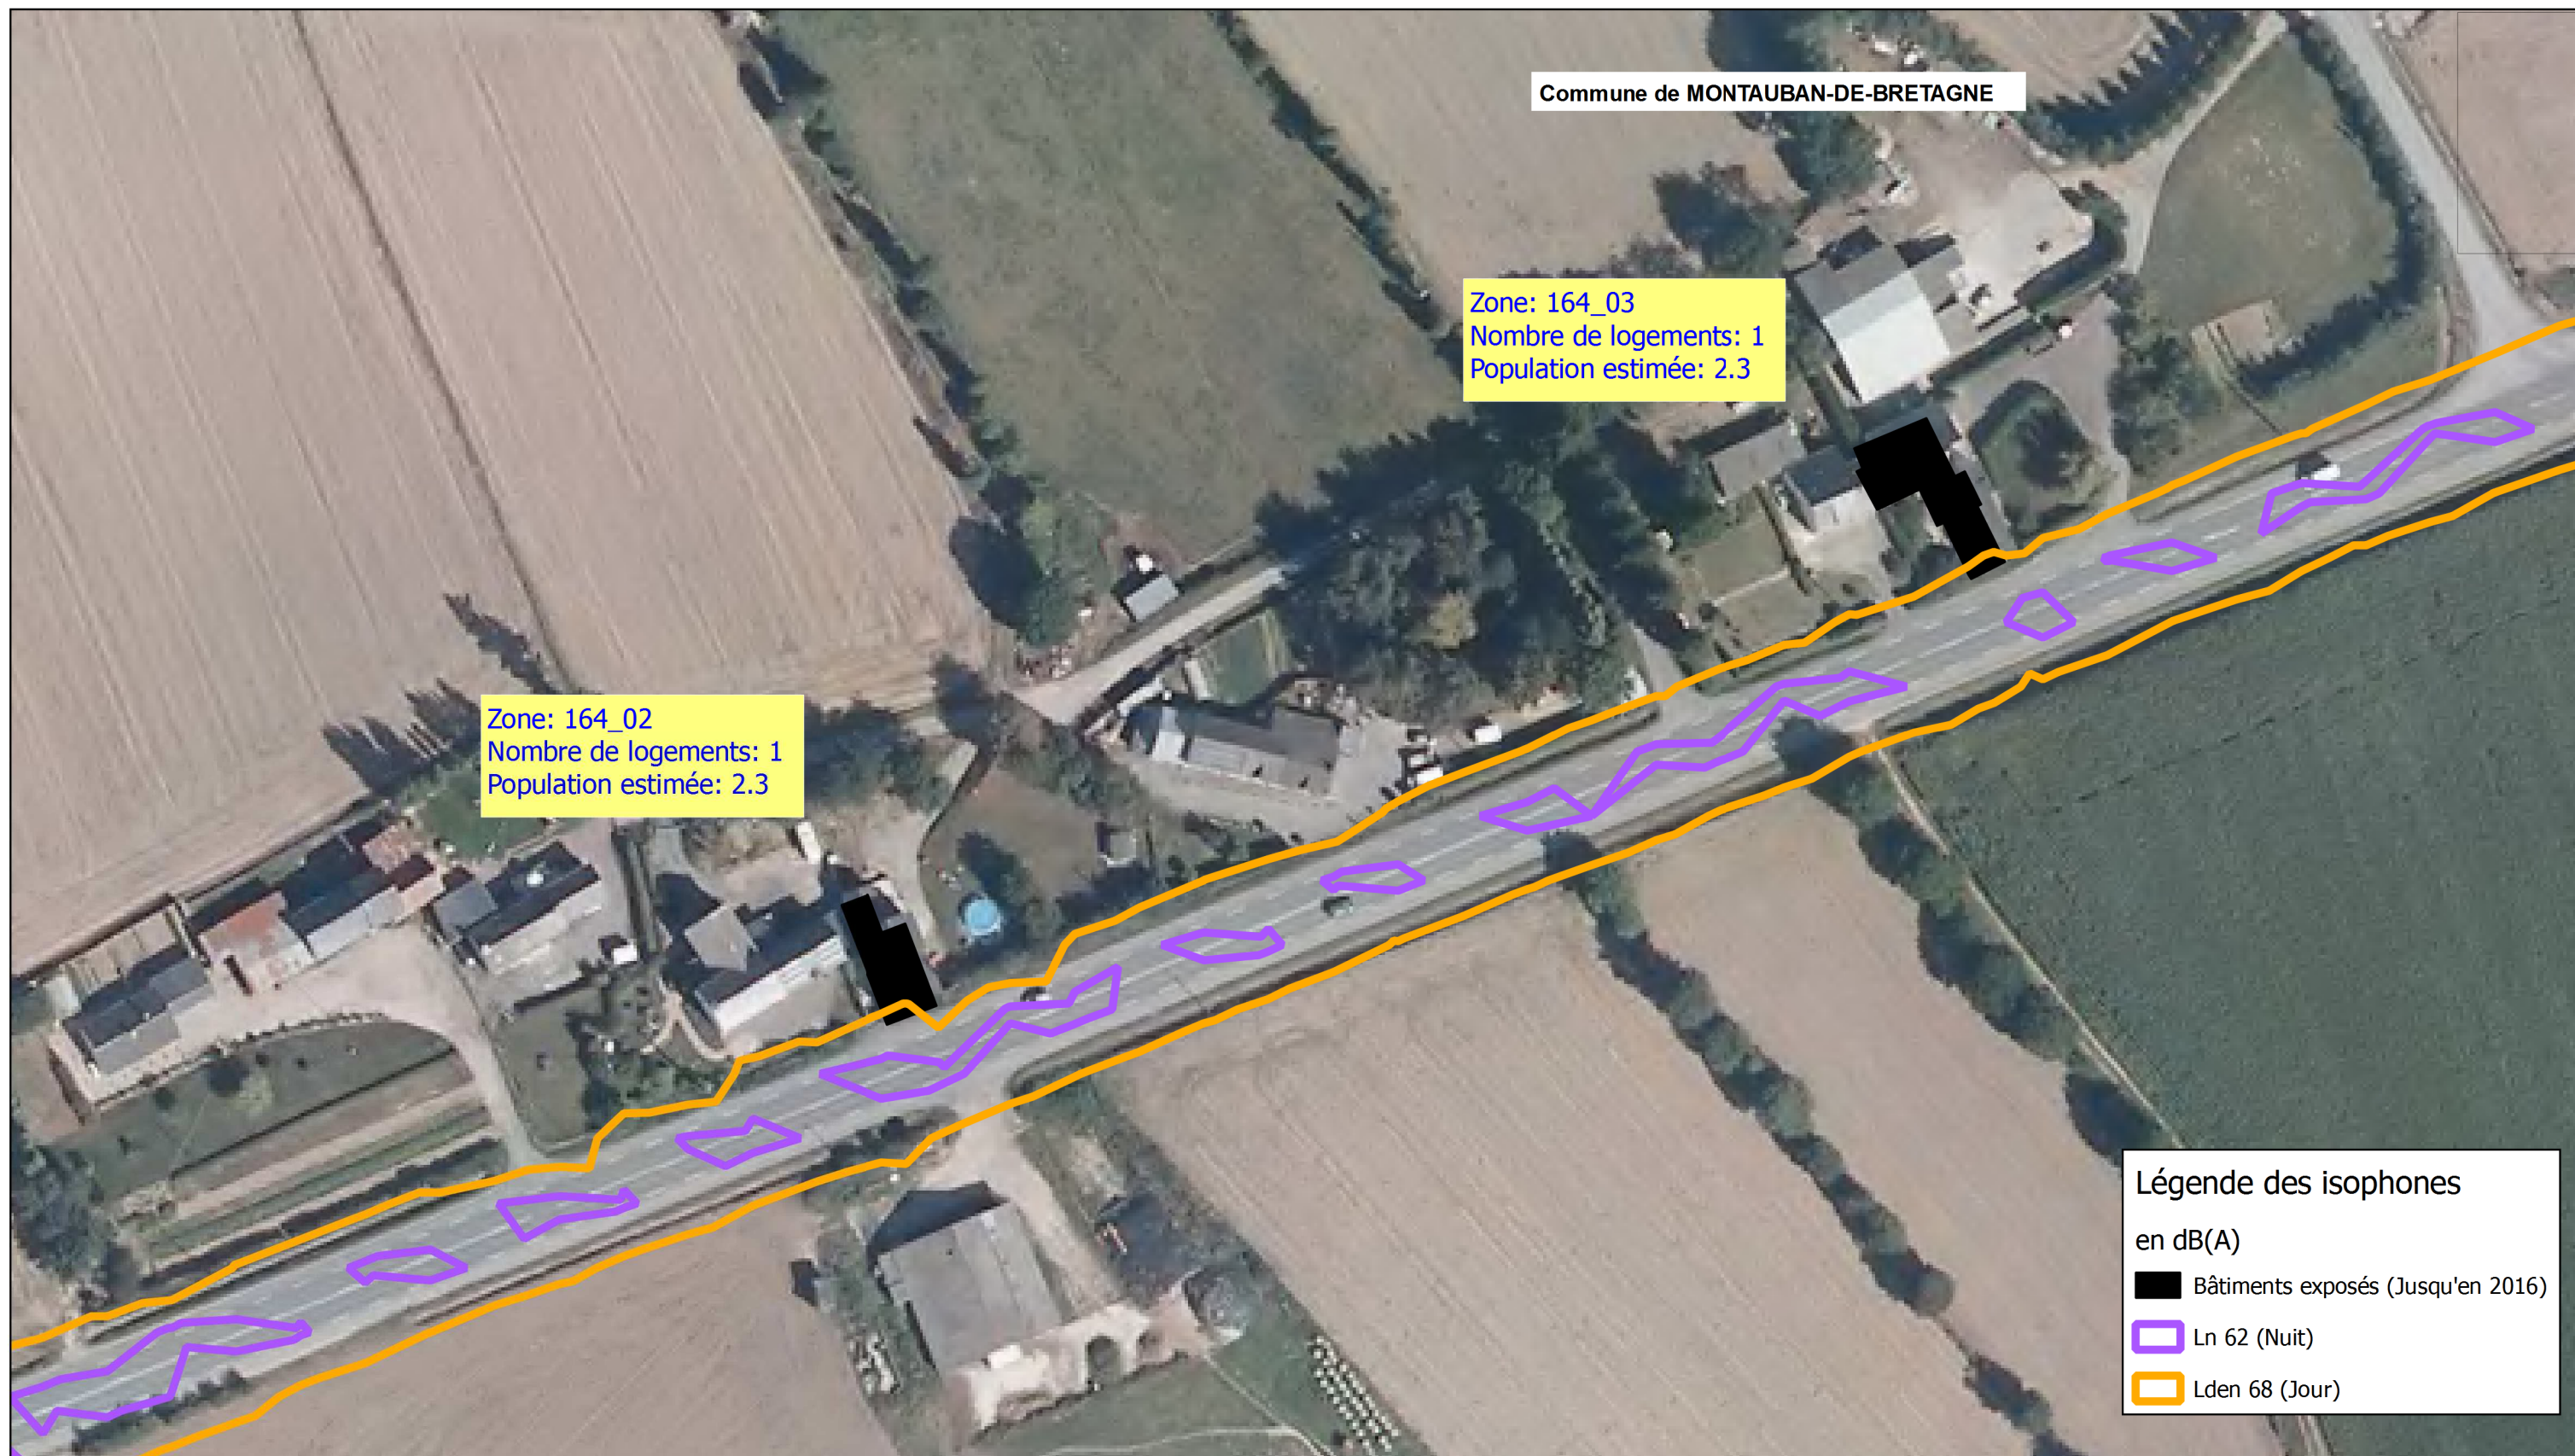 Commune de MONTAUBAN-DE-BRETAGNE
Zone: 164_03
Nombre de logements: 1
Population estimée: 2.3
Zone: 164_02
Nombre de logements: 1
Population estimée: 2.3
Légende des isophones
en dB(A)
Bâtiments exposés (Jusqu'en 2016)
Ln 62 (Nuit)
Lden 68 (Jour)